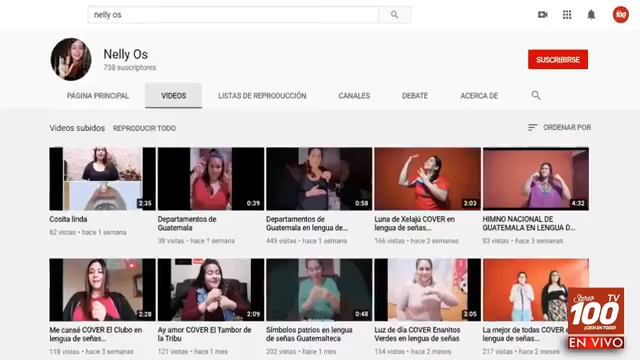 nelly os
100
Nelly Os
738 suscriptores
SUSCRIBIRSE
PÁGINA PRINCIPAL VIDEOS LISTAS DE REPRODUCCIÓN CANALES DEBATE ACERCA DE
Videos subidos REPRODUCIR TODO ORDENAR POR
2:35 0:39 0:58 3:03 4:32
Cosita linda
62 vistas • hace 1 semana
Departamentos de
Guatemala
38 vistas • hace 1 semana
Departamentos de
Guatemala en lengua de...
449 vistas • hace 1 semana
Luna de Xelajú COVER en
lengua de señas...
166 vistas • hace 2 semanas
HIMNO NACIONAL DE
GUATEMALA EN LENGUA D...
83 vistas • hace 3 semanas
2:28 2:09 0:48 3:05
Me cansé COVER El Club en
lengua de señas...
118 vistas • hace 3 semanas
Ay amor COVER El Tambor de
la Tribu
121 vistas • hace 1 mes
Símbolos patrios en lengua
de señas Guatemalteca
202 vistas • hace 1 mes
Luz de día COVER Enanitos
Verdes en lengua de señas
134 vistas • hace 2 meses
La mejor de todas COVER e
lengua de señas
217 vistas • hace 2 meses
Stereo TV
100
¡CIEN EN TODO!
EN VIVO